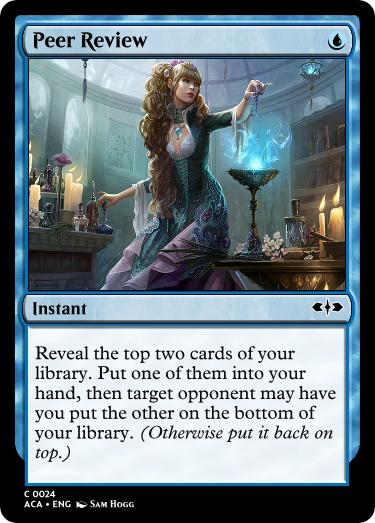 Peer Review
Instant
Reveal the top two cards of your
library. Put one of them into your
hand, then target opponent may have
you put the other on the bottom of
your library. (Otherwise put it back on
top.)
C 0024
ACA • ENG Sam Hogg